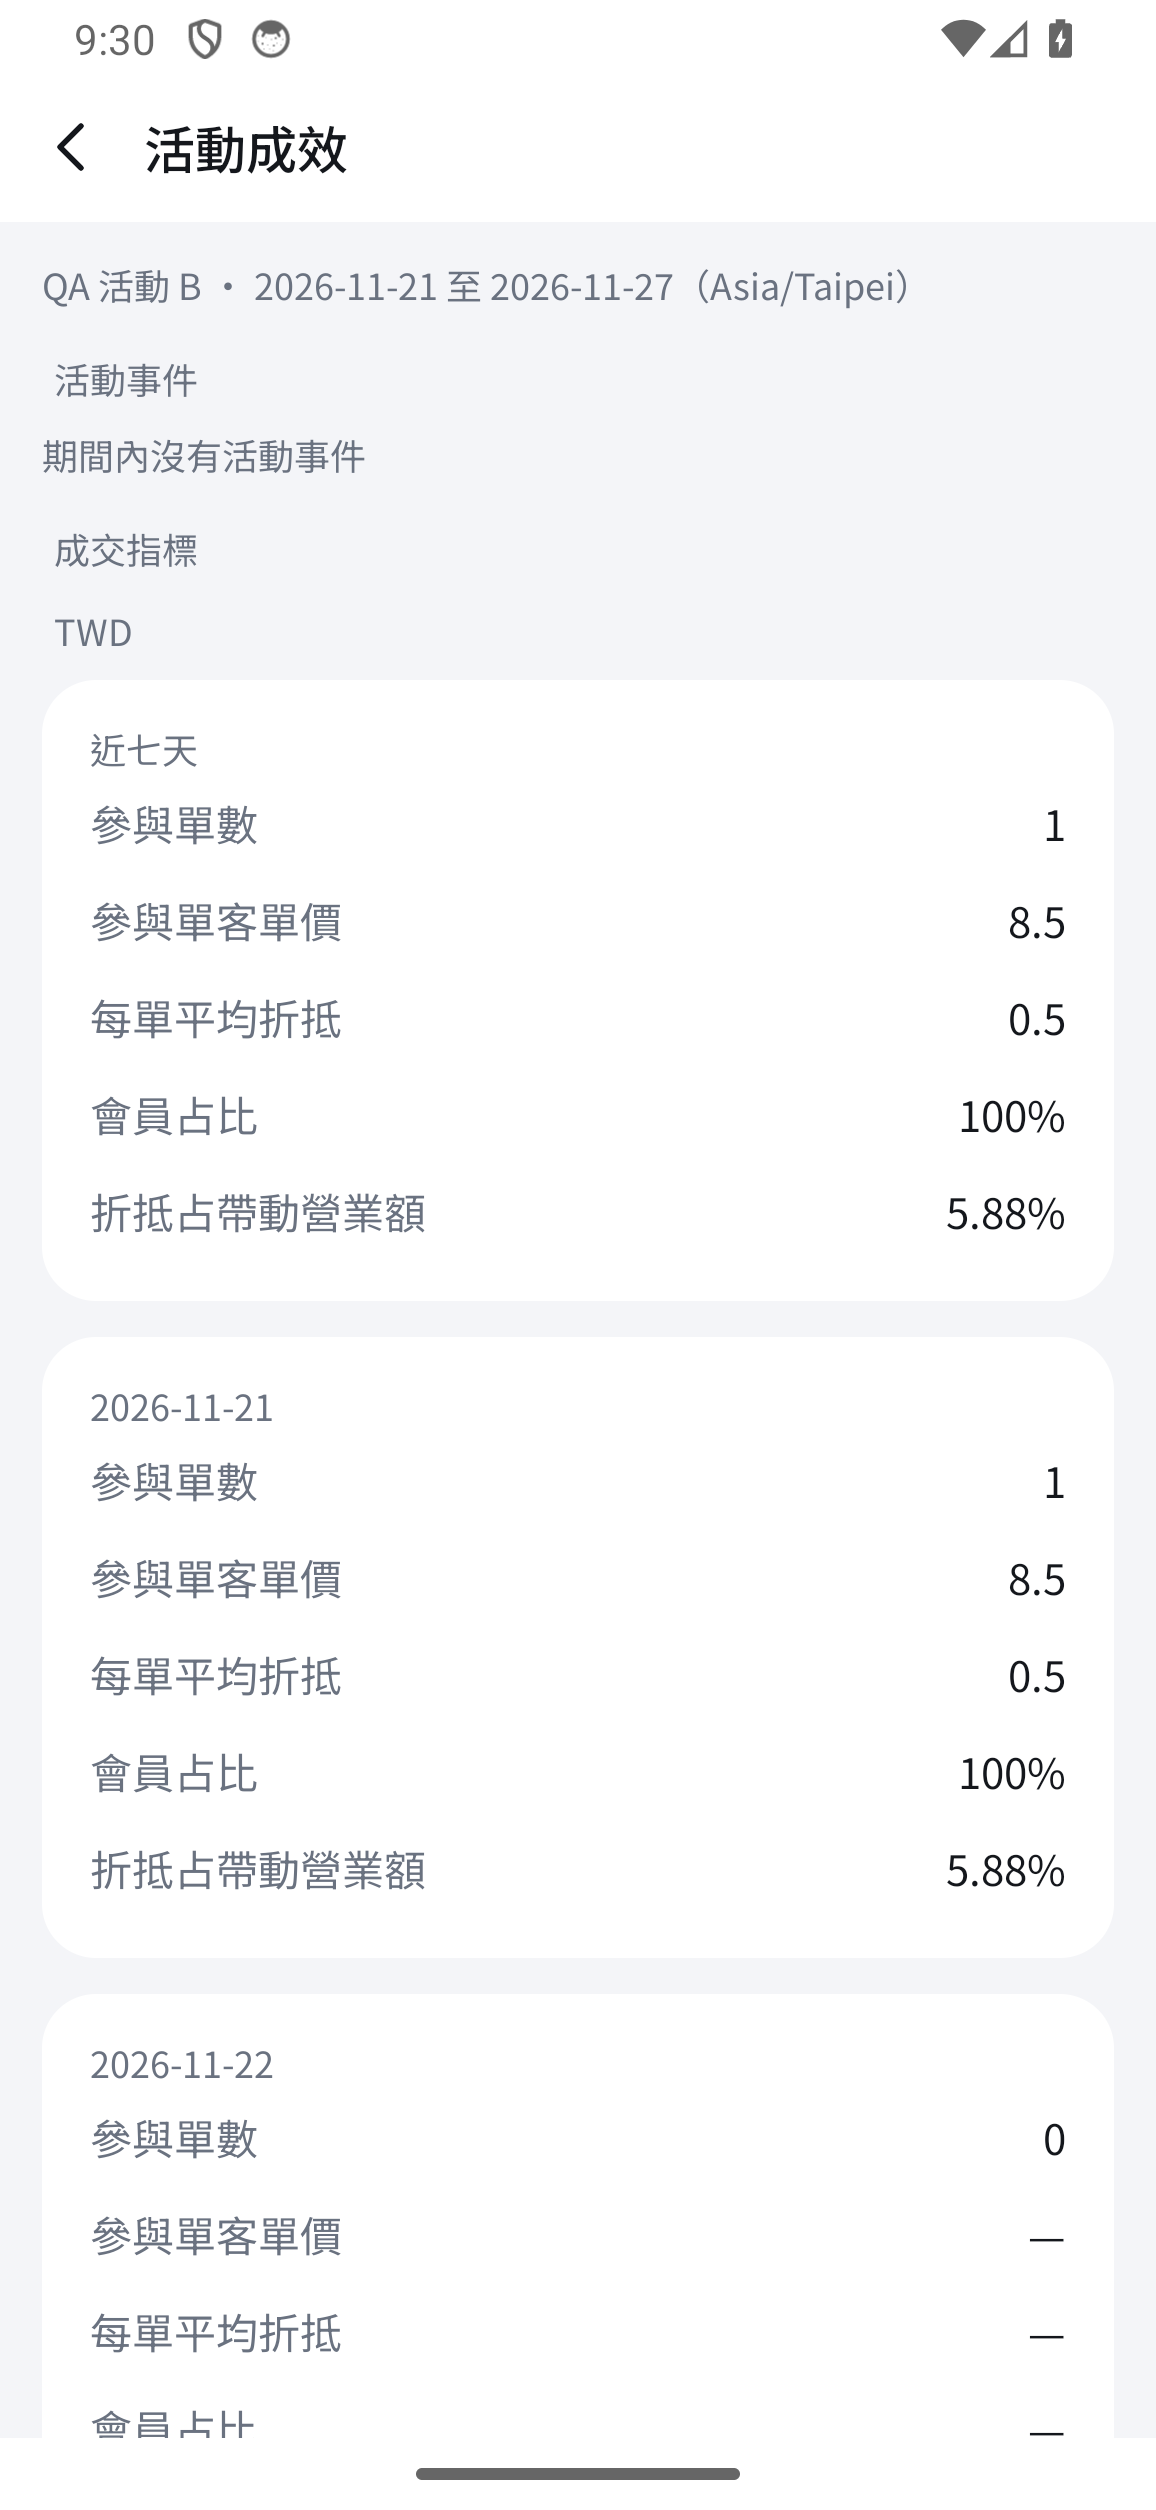 9:30
活動成效
QA 活動 B · 2026-11-21 至 2026-11-27（Asia/Taipei）
活動事件
期間內沒有活動事件
成交指標
TWD
近七天
參與單數 1
參與單客單價 8.5
每單平均折抵 0.5
會員占比 100%
折抵占帶動營業額 5.88%
2026-11-21
參與單數 1
參與單客單價 8.5
每單平均折抵 0.5
會員占比 100%
折抵占帶動營業額 5.88%
2026-11-22
參與單數 0
參與單客單價 —
每單平均折抵 —
會員占比 —